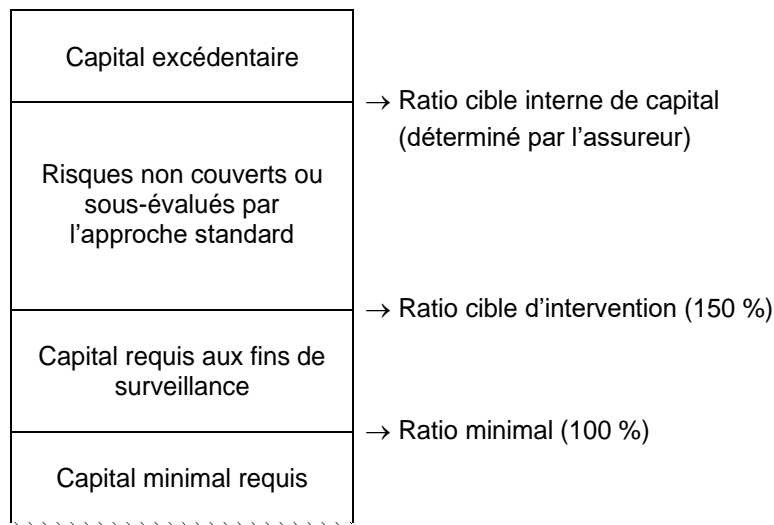 Capital excédentaire
→ Ratio cible interne de capital
(déterminé par l’assureur)
Risques non couverts ou
sous-évalués par
l’approche standard
→ Ratio cible d’intervention (150 %)
Capital requis aux fins de
surveillance
→ Ratio minimal (100 %)
Capital minimal requis